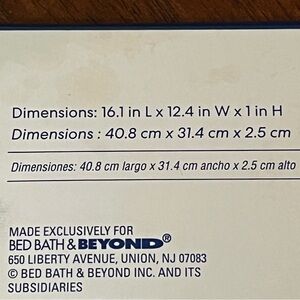 Dimensions: 16.1 in L x 12.4 in W x 1 in H
Dimensions : 40.8 cm x 31.4 cm x 2.5 cm
Dimensiones: 40.8 cm largo x 31.4 cm ancho x 2.5 cm alto
MADE EXCLUSIVELY FOR
BED BATH & BEYOND®
650 LIBERTY AVENUE, UNION, NJ 07083
© BED BATH & BEYOND INC. AND ITS
SUBSIDIARIES